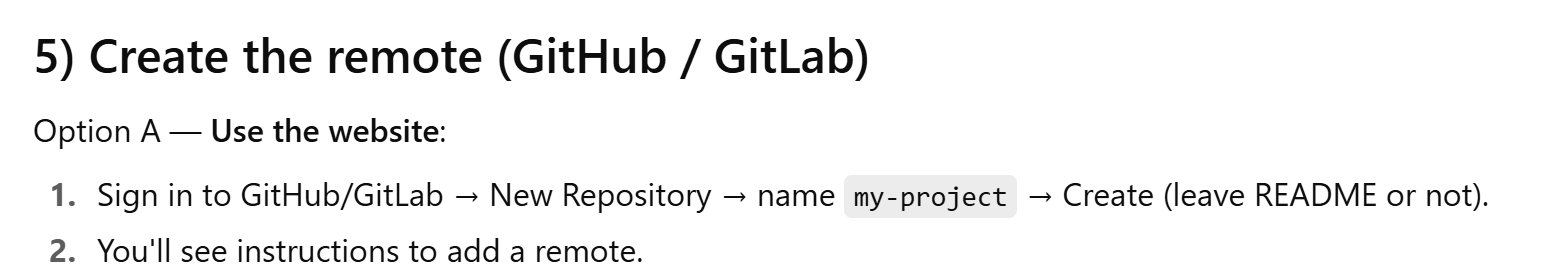 5) Create the remote (GitHub / GitLab)
Option A — Use the website:
1. Sign in to GitHub/GitLab → New Repository → name my-project → Create (leave README or not).
2. You'll see instructions to add a remote.